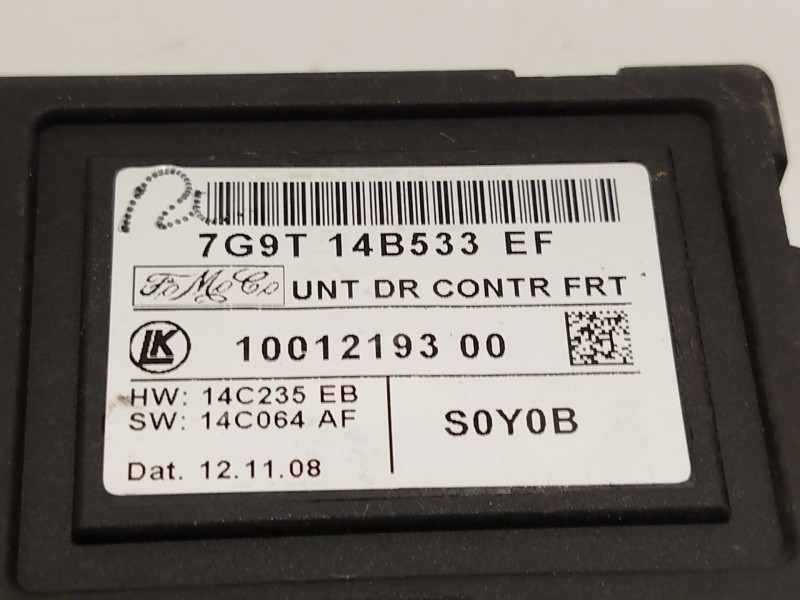 7G9T 14B533 EF
FoMoCo UNT DR CONTR FRT
LK 10012193 00
HW: 14C235 EB
SW: 14C064 AF
S0Y0B
Dat. 12.11.08